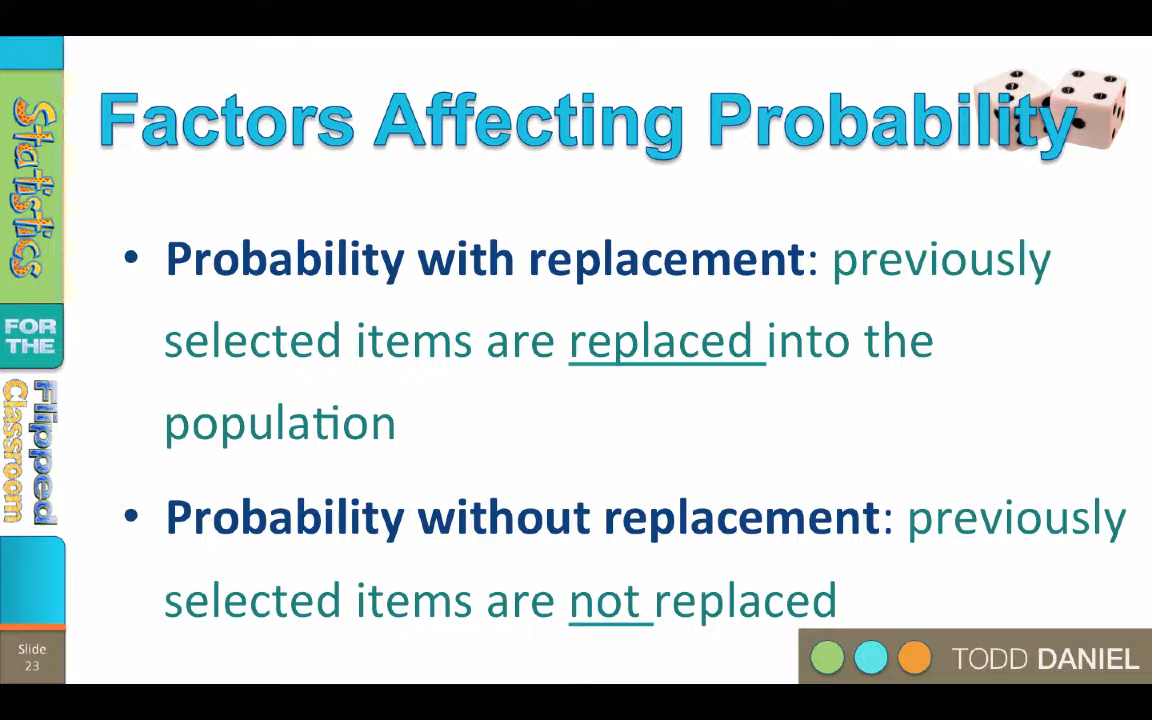 Factors Affecting Probability
• Probability with replacement: previously
selected items are replaced into the
population
• Probability without replacement: previously
selected items are not replaced
Statistics
FOR
THE
Flipped
Classroom
Slide
23
TODD DANIEL